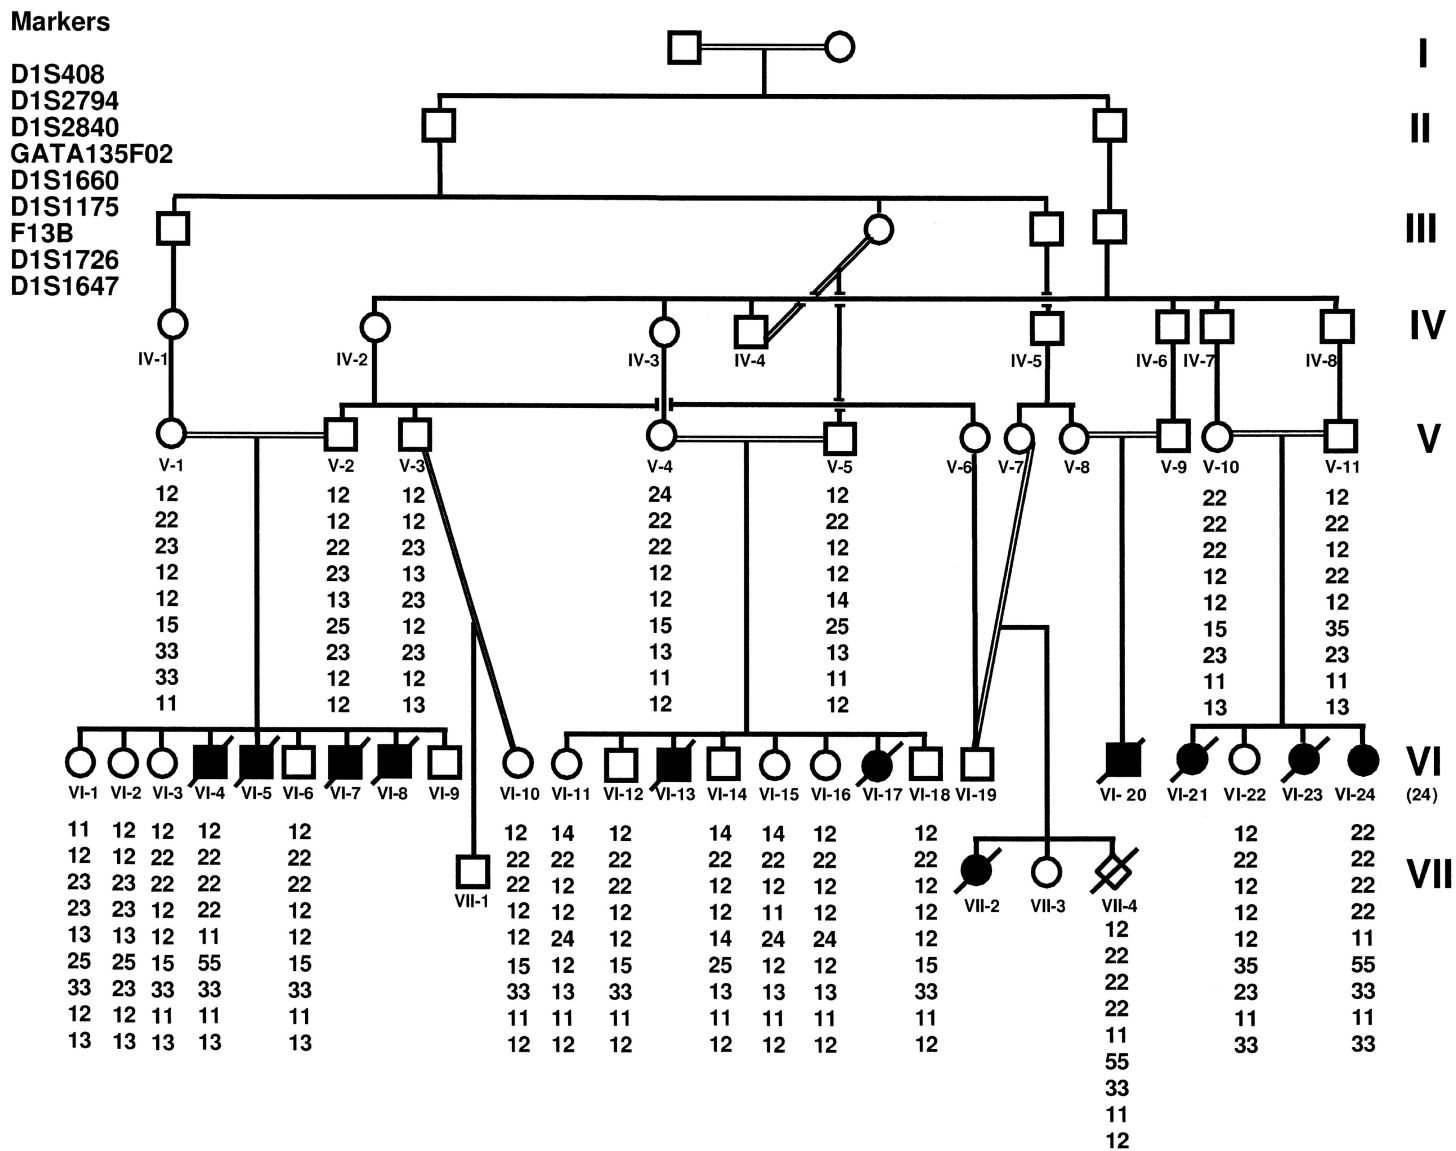 Markers
I
D1S408
D1S2794
D1S2840
II
GATA135F02
D1S1660
D1S1175
F13B
III
D1S1726
D1S1647
IV
IV-1 IV-2 IV-3 IV-4 IV-5 IV-6 IV-7 IV-8
V
V-1 V-2 V-3 V-4 V-5 V-6 V-7 V-8 V-9 V-10 V-11
12 12 12 24 12 22 12
22 12 12 22 22 22 22
23 22 23 22 12 22 12
12 23 13 12 12 12 22
12 13 23 12 14 12 12
15 25 12 15 25 15 35
33 23 23 13 13 23 23
33 12 12 11 11 11 11
11 12 13 12 12 13 13
VI
VI-1 VI-2 VI-3 VI-4 VI-5 VI-6 VI-7 VI-8 VI-9 VI-10 VI-11 VI-12 VI-13 VI-14 VI-15 VI-16 VI-17 VI-18 VI-19 VI- 20 VI-21 VI-22 VI-23 VI-24 (24)
11 12 12 12 12 12 14 12 14 14 12 12 12 22
12 12 22 22 22 22 22 22 22 22 22 22 22 22
VII
23 23 22 22 22 22 12 22 12 12 12 12 12 22
VII-1 VII-2 VII-3 VII-4
23 23 12 22 12 12 12 12 12 11 12 12 12 22
13 13 12 11 12 12 24 12 14 24 24 12 12 11
25 25 15 55 15 15 12 15 25 12 12 15 35 55
33 23 33 33 33 33 13 33 13 13 13 33 23 33
12 12 11 11 11 11 11 11 11 11 11 11 11 11
13 13 13 13 13 12 12 12 12 12 12 12 33 33
12
22
22
22
11
55
33
11
12